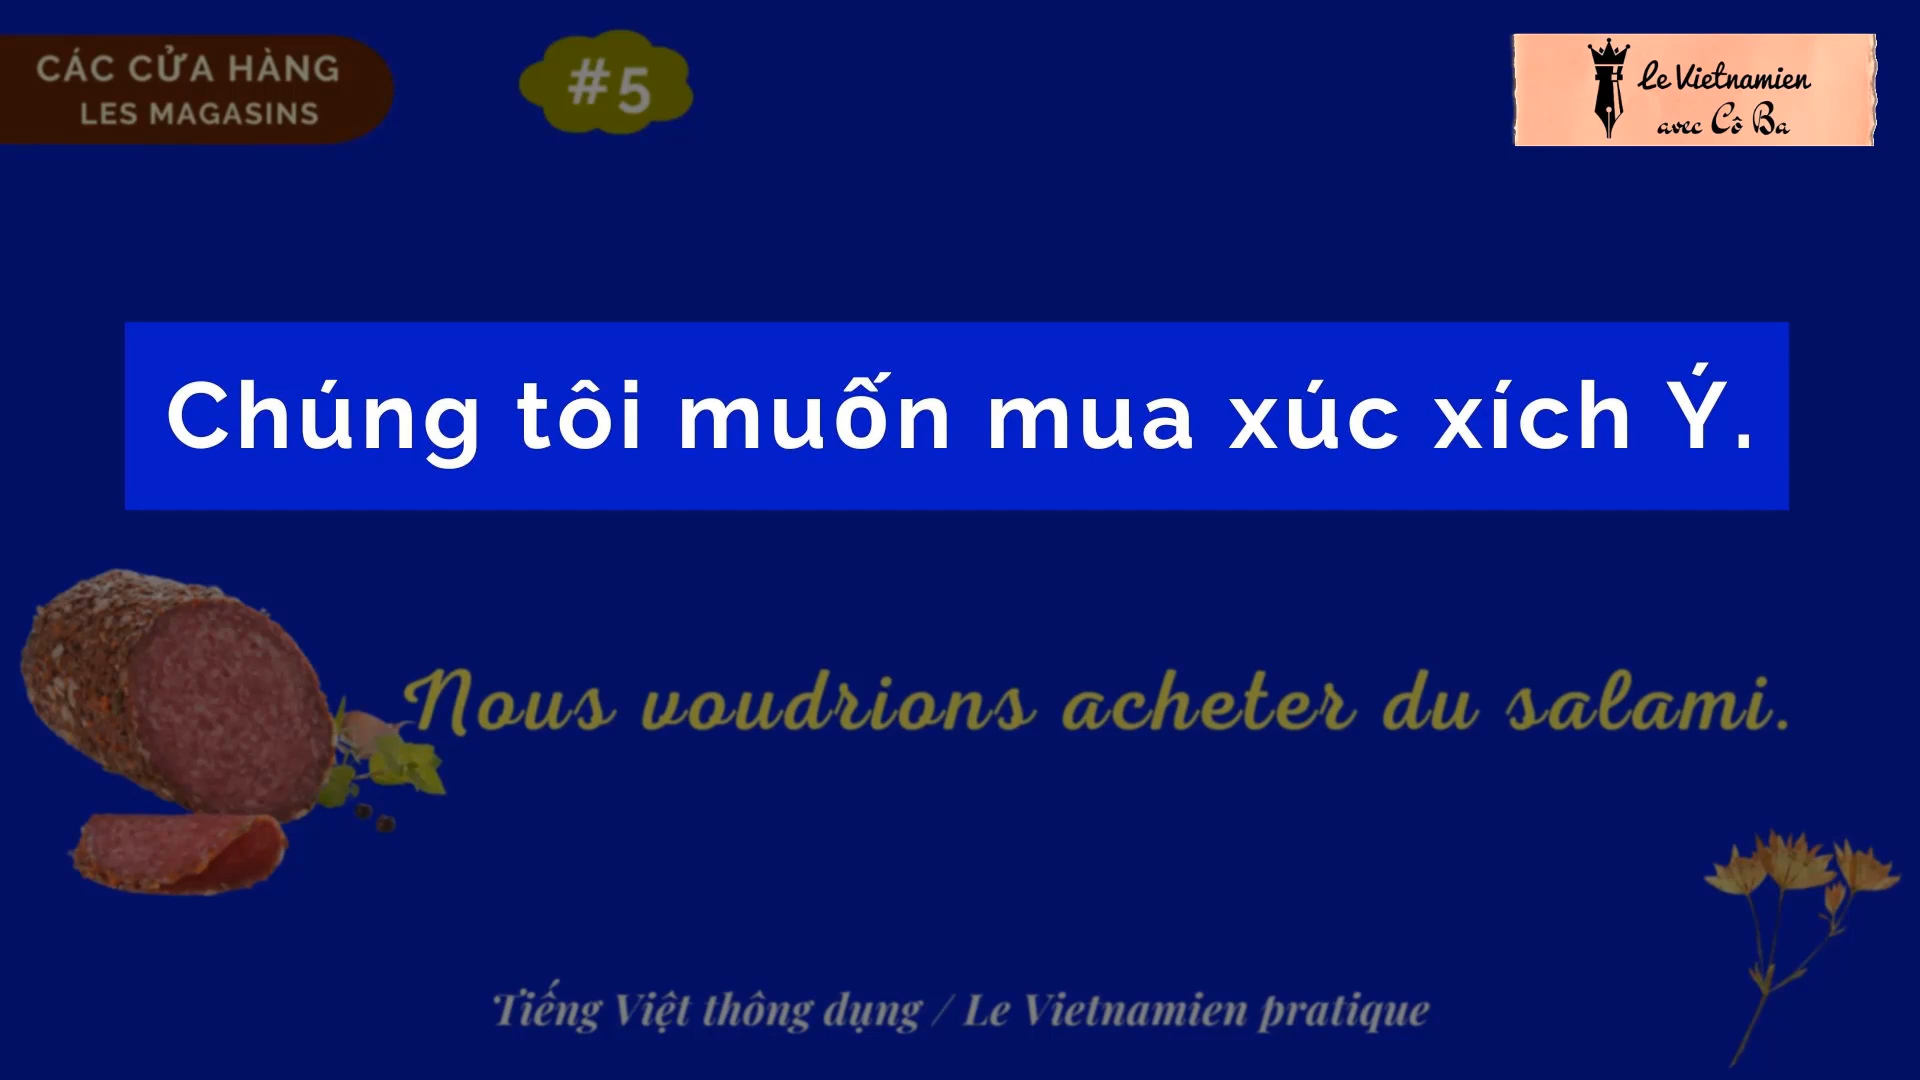 CÁC CỬA HÀNG
LES MAGASINS
#5
Le Vietnamien
avec Cô Ba
Chúng tôi muốn mua xúc xích Ý.
Nous voudrions acheter du salami.
Tiếng Việt thông dụng / Le Vietnamien pratique